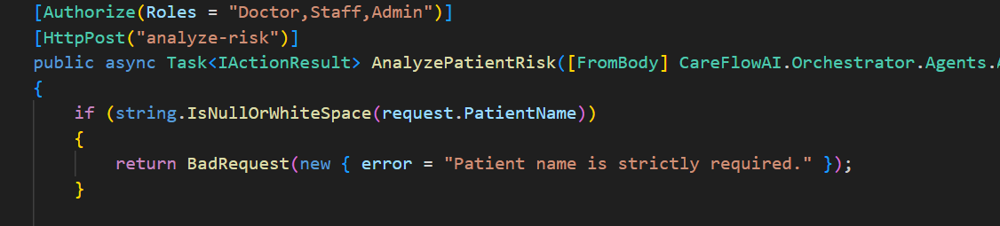 [Authorize(Roles = "Doctor,Staff,Admin")]
[HttpPost("analyze-risk")]
public async Task<IActionResult> AnalyzePatientRisk([FromBody] CareFlowAI.Orchestrator.Agents.
{
if (string.IsNullOrWhiteSpace(request.PatientName))
{
return BadRequest(new { error = "Patient name is strictly required." });
}